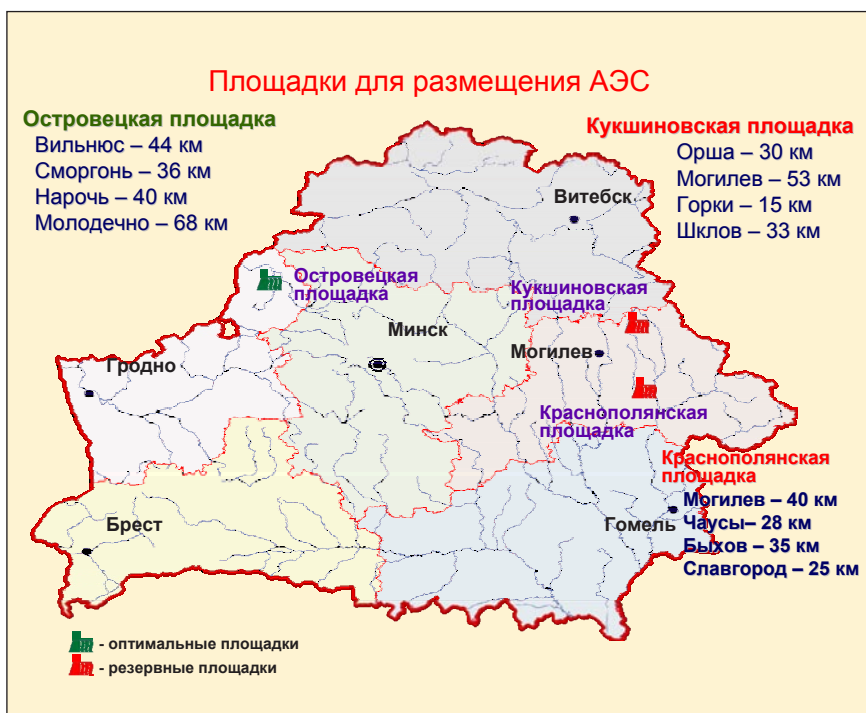 Площадки для размещения АЭС
Островецкая площадка
Вильнюс – 44 км
Сморгонь – 36 км
Нарочь – 40 км
Молодечно – 68 км
Кукшиновская площадка
Орша – 30 км
Могилев – 53 км
Горки – 15 км
Шклов – 33 км
Витебск
Островецкая
площадка
Кукшиновская
площадка
Минск
Могилев
Гродно
Краснополянская
площадка
Краснополянская
площадка
Могилев – 40 км
Чаусы– 28 км
Быхов – 35 км
Славгород – 25 км
Гомель
Брест
- оптимальные площадки
- резервные площадки